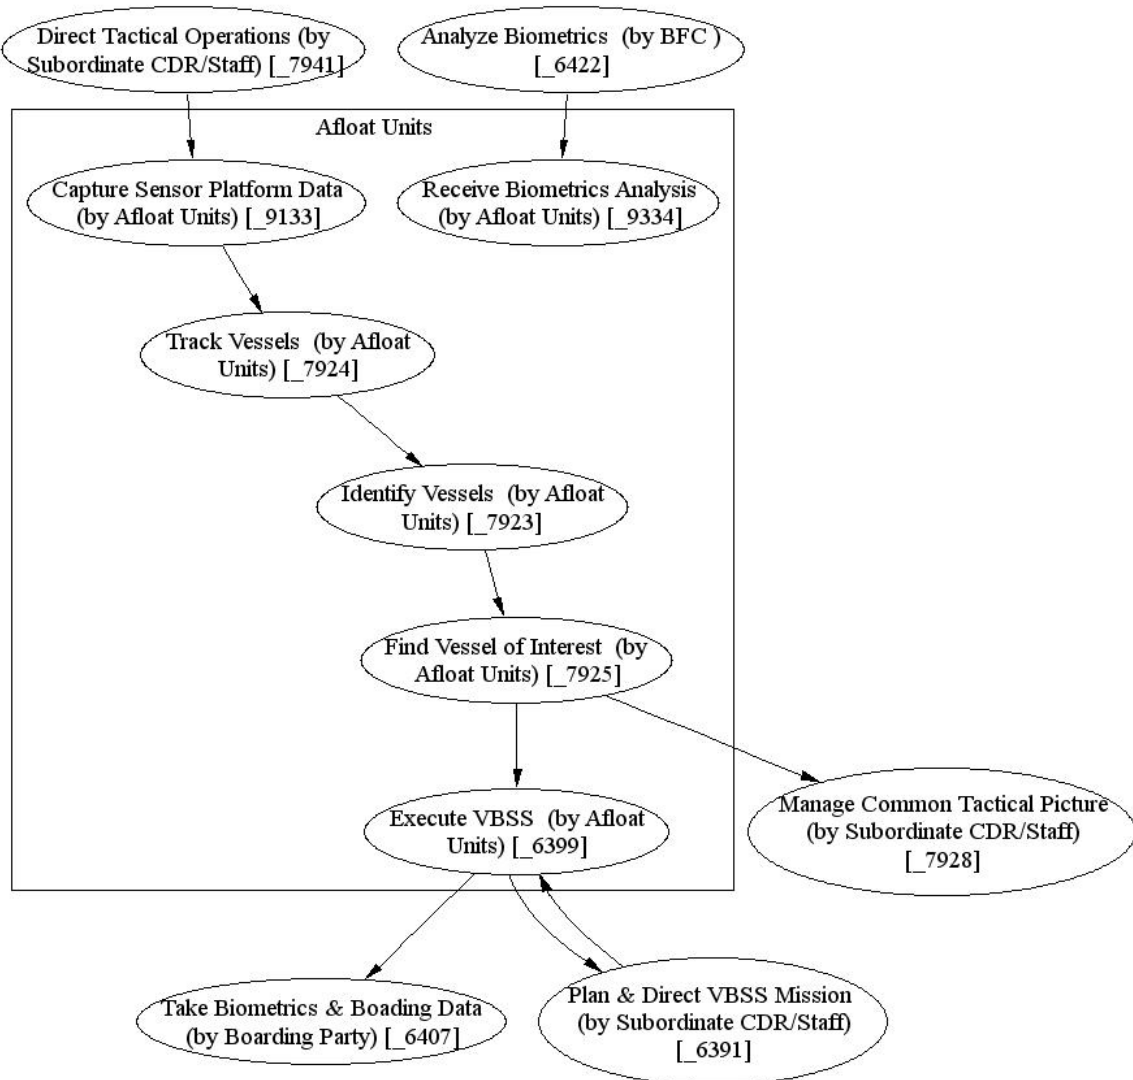 Direct Tactical Operations (by
Subordinate CDR/Staff) [_7941]
Analyze Biometrics (by BFC )
[_6422]
Afloat Units
Capture Sensor Platform Data
(by Afloat Units) [_9133]
Receive Biometrics Analysis
(by Afloat Units) [_9334]
Track Vessels (by Afloat
Units) [_7924]
Identify Vessels (by Afloat
Units) [_7923]
Find Vessel of Interest (by
Afloat Units) [_7925]
Execute VBSS (by Afloat
Units) [_6399]
Manage Common Tactical Picture
(by Subordinate CDR/Staff)
[_7928]
Take Biometrics & Boading Data
(by Boarding Party) [_6407]
Plan & Direct VBSS Mission
(by Subordinate CDR/Staff)
[_6391]